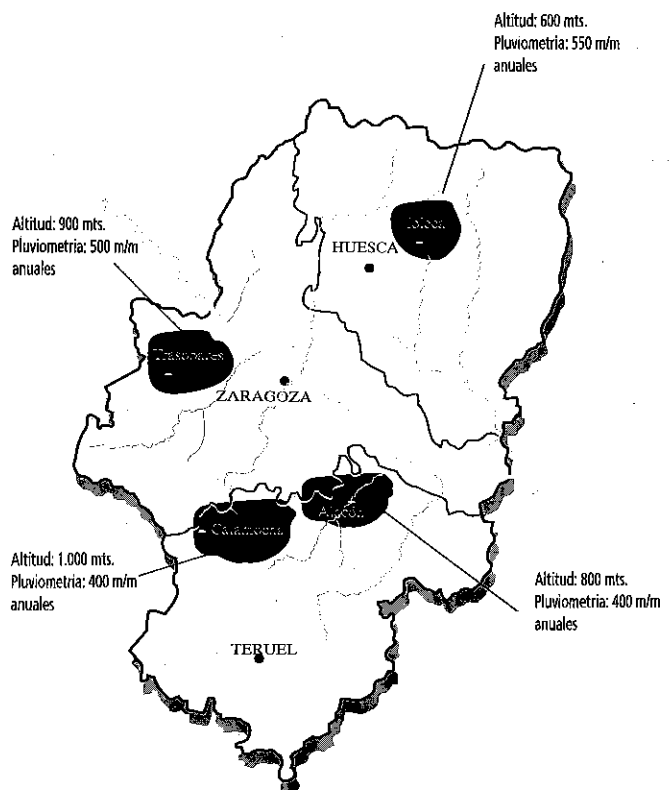 Altitud: 600 mts.
Pluviometria: 550 m/m
anuales
Altitud: 900 mts.
Pluviometria: 500 m/m
anuales
HUESCA
ZARAGOZA
Calamocha
Altitud: 1.000 mts.
Pluviometria: 400 m/m
anuales
Altitud: 800 mts.
Pluviometria: 400 m/m
anuales
TERUEL